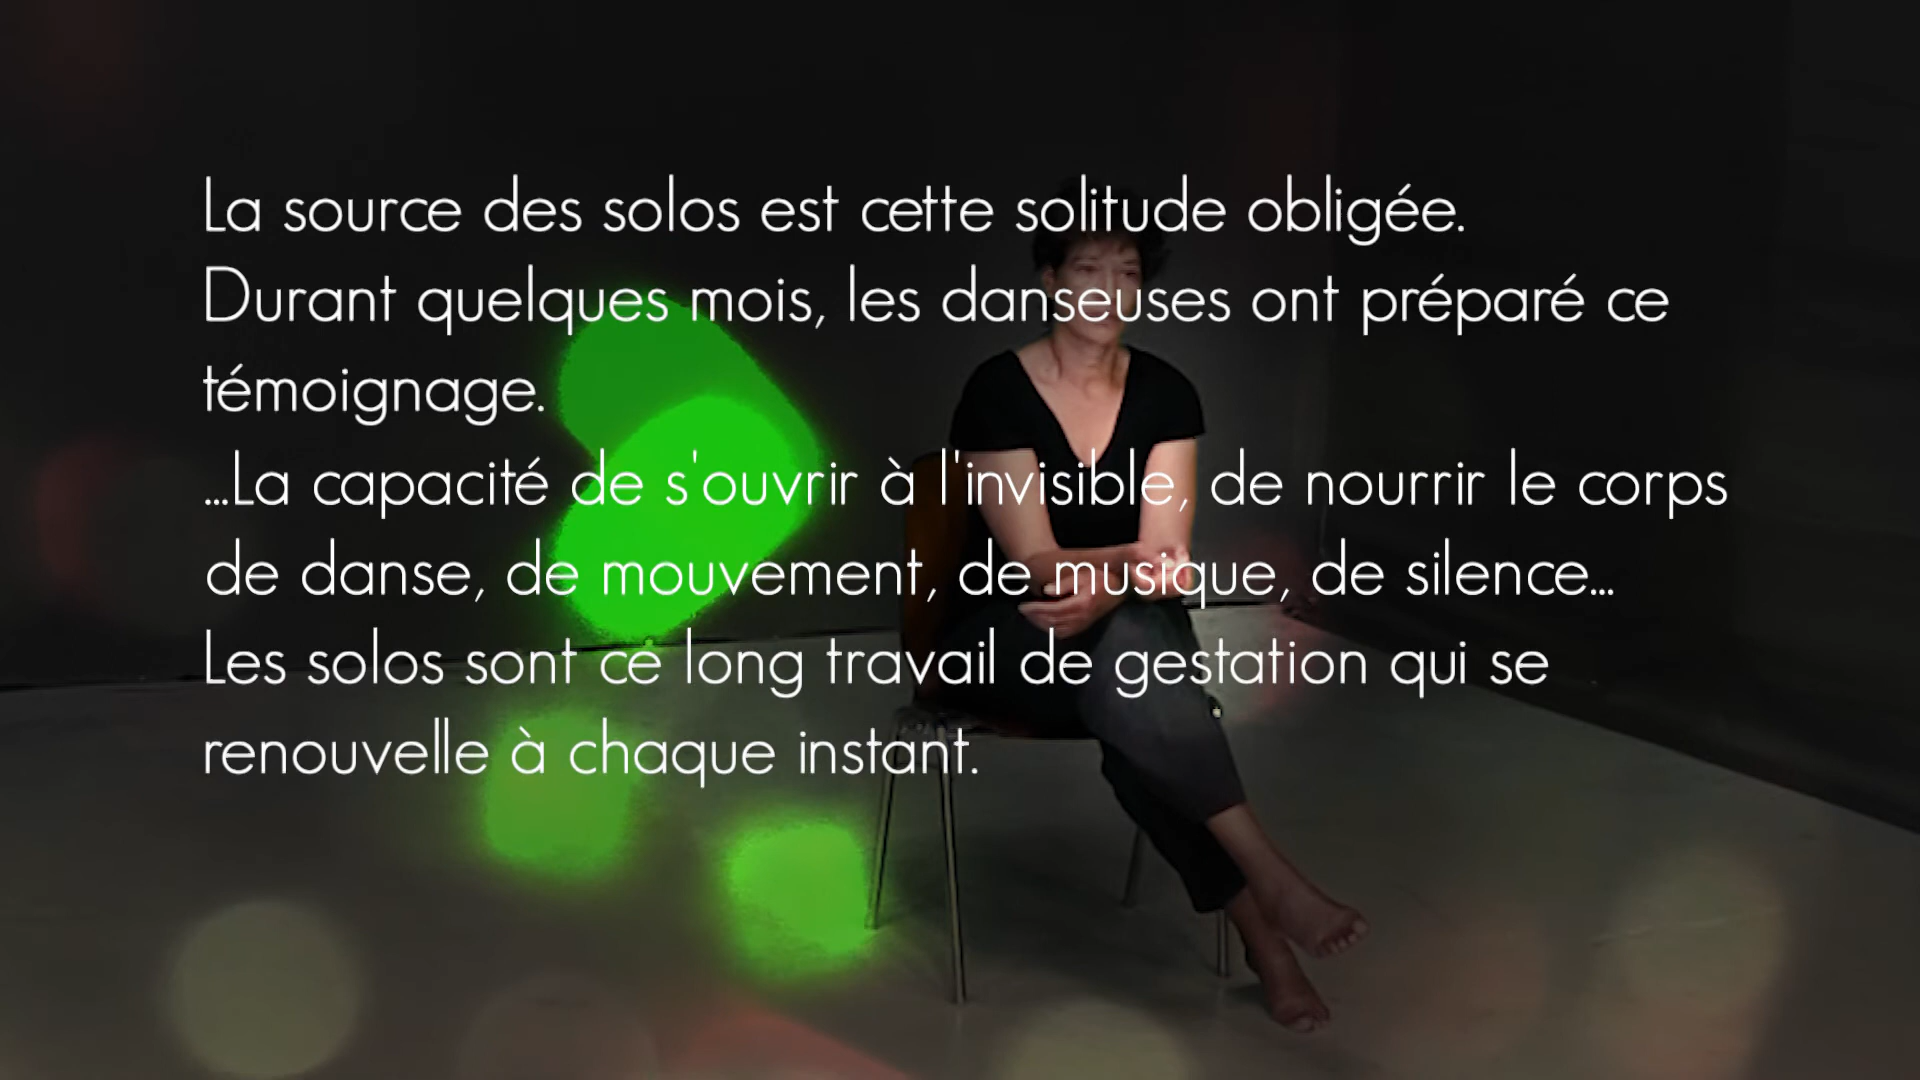 La source des solos est cette solitude obligée.
Durant quelques mois, les danseuses ont préparé ce
témoignage.
...La capacité de s'ouvrir à l'invisible, de nourrir le corps
de danse, de mouvement, de musique, de silence...
Les solos sont ce long travail de gestation qui se
renouvelle à chaque instant.